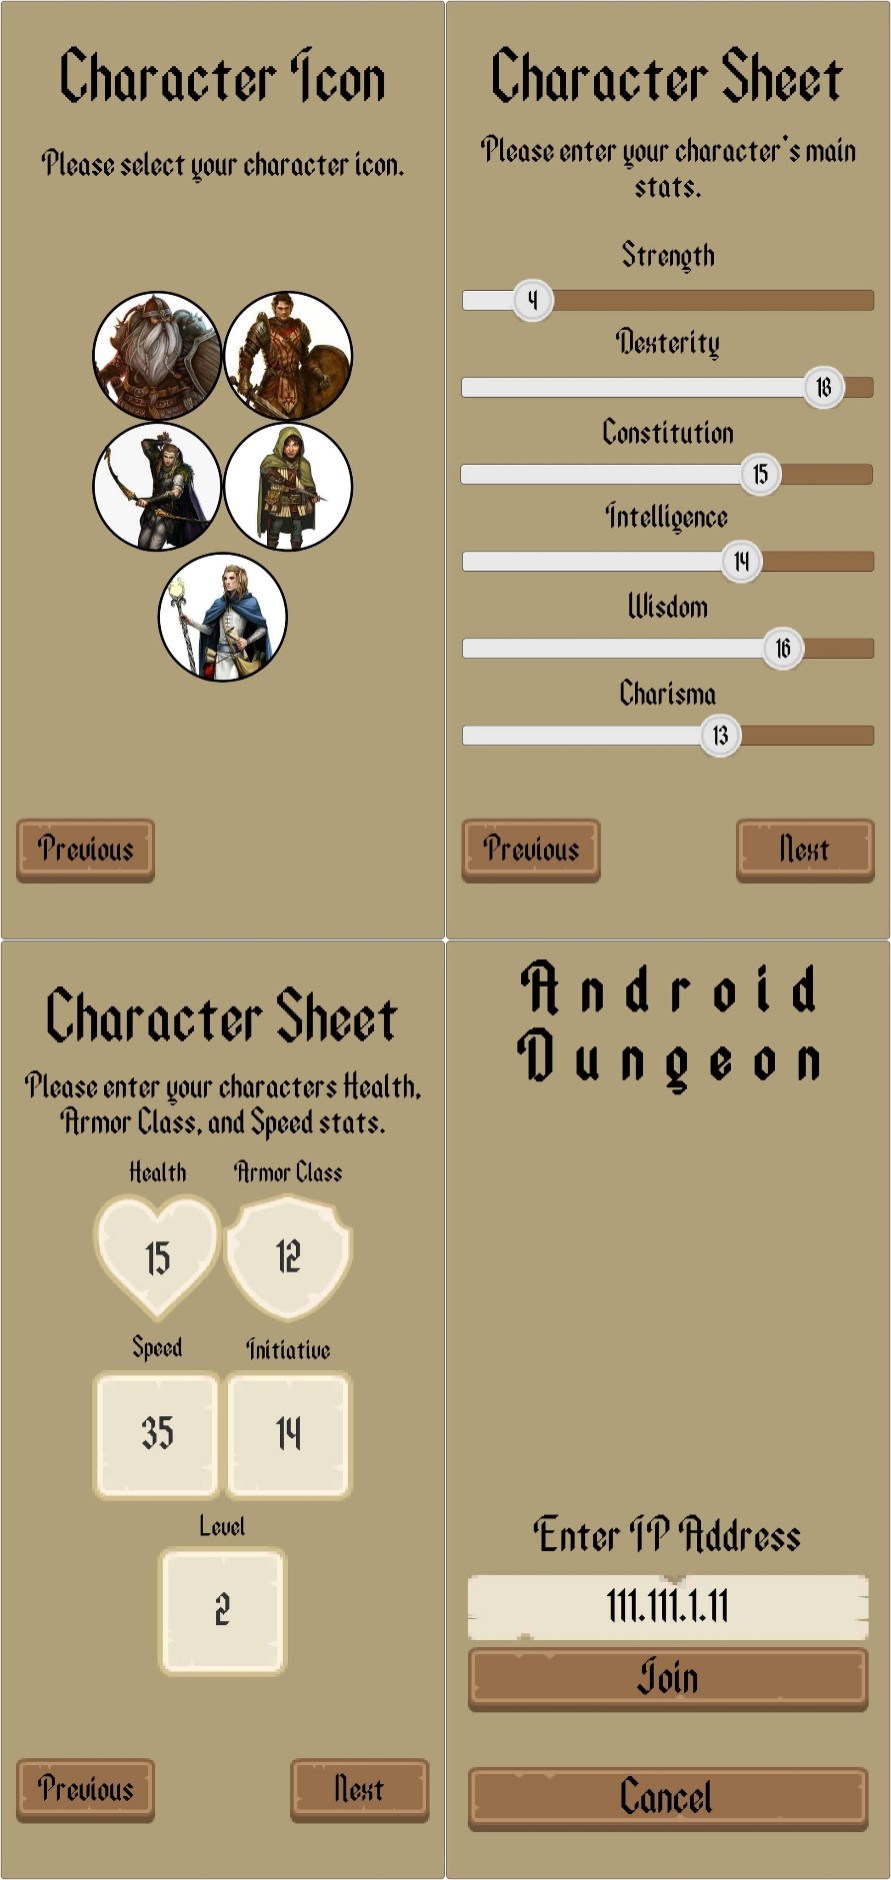 Character Icon
Please select your character icon.
Previous
Character Sheet
Please enter your character's main
stats.
Strength
4
Dexterity
18
Constitution
15
Intelligence
14
Wisdom
16
Charisma
13
Previous
Next
Character Sheet
Please enter your characters Health,
Armor Class, and Speed stats.
Health
Armor Class
15
12
Speed
Initiative
35
14
Level
2
Previous
Next
Android
Dungeon
Enter IP Address
111.111.1.11
Join
Cancel